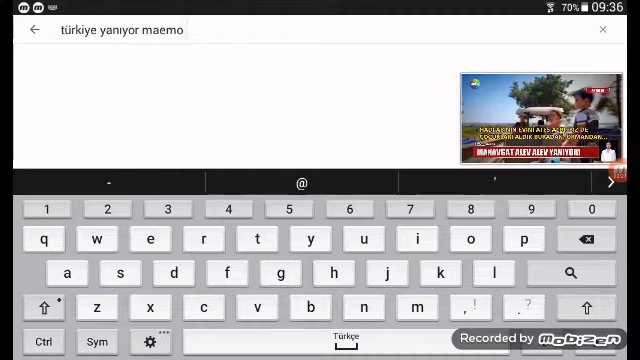 70% 09:36
türkiye yanıyor maemo
MANAVGAT ALEV ALEV YANIYOR!
- @ '
1 2 3 4 5 6 7 8 9 0
q w e r t y u i o p
a s d f g h j k l
z x c v b n m , ! . ?
Ctrl Sym Türkçe
Recorded by mobizen